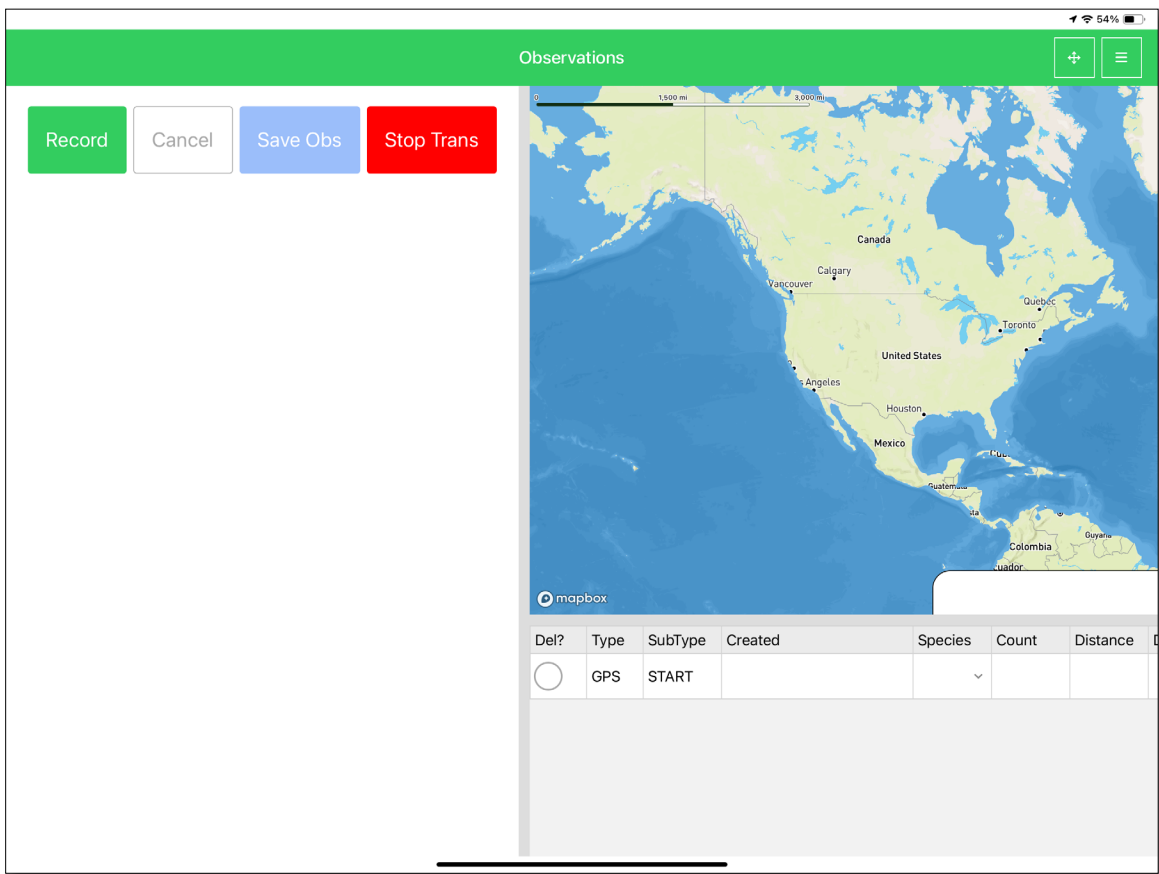 54%
Observations
Record Cancel Save Obs Stop Trans
0 1,500 mi 3,000 mi
Canada
Calgary
Vancouver
Quebec
Toronto
United States
s Angeles
Houston
Mexico
Guatemala
sta
Guyana
Colombia
cuador
mapbox
Del? Type SubType Created Species Count Distance D
GPS START